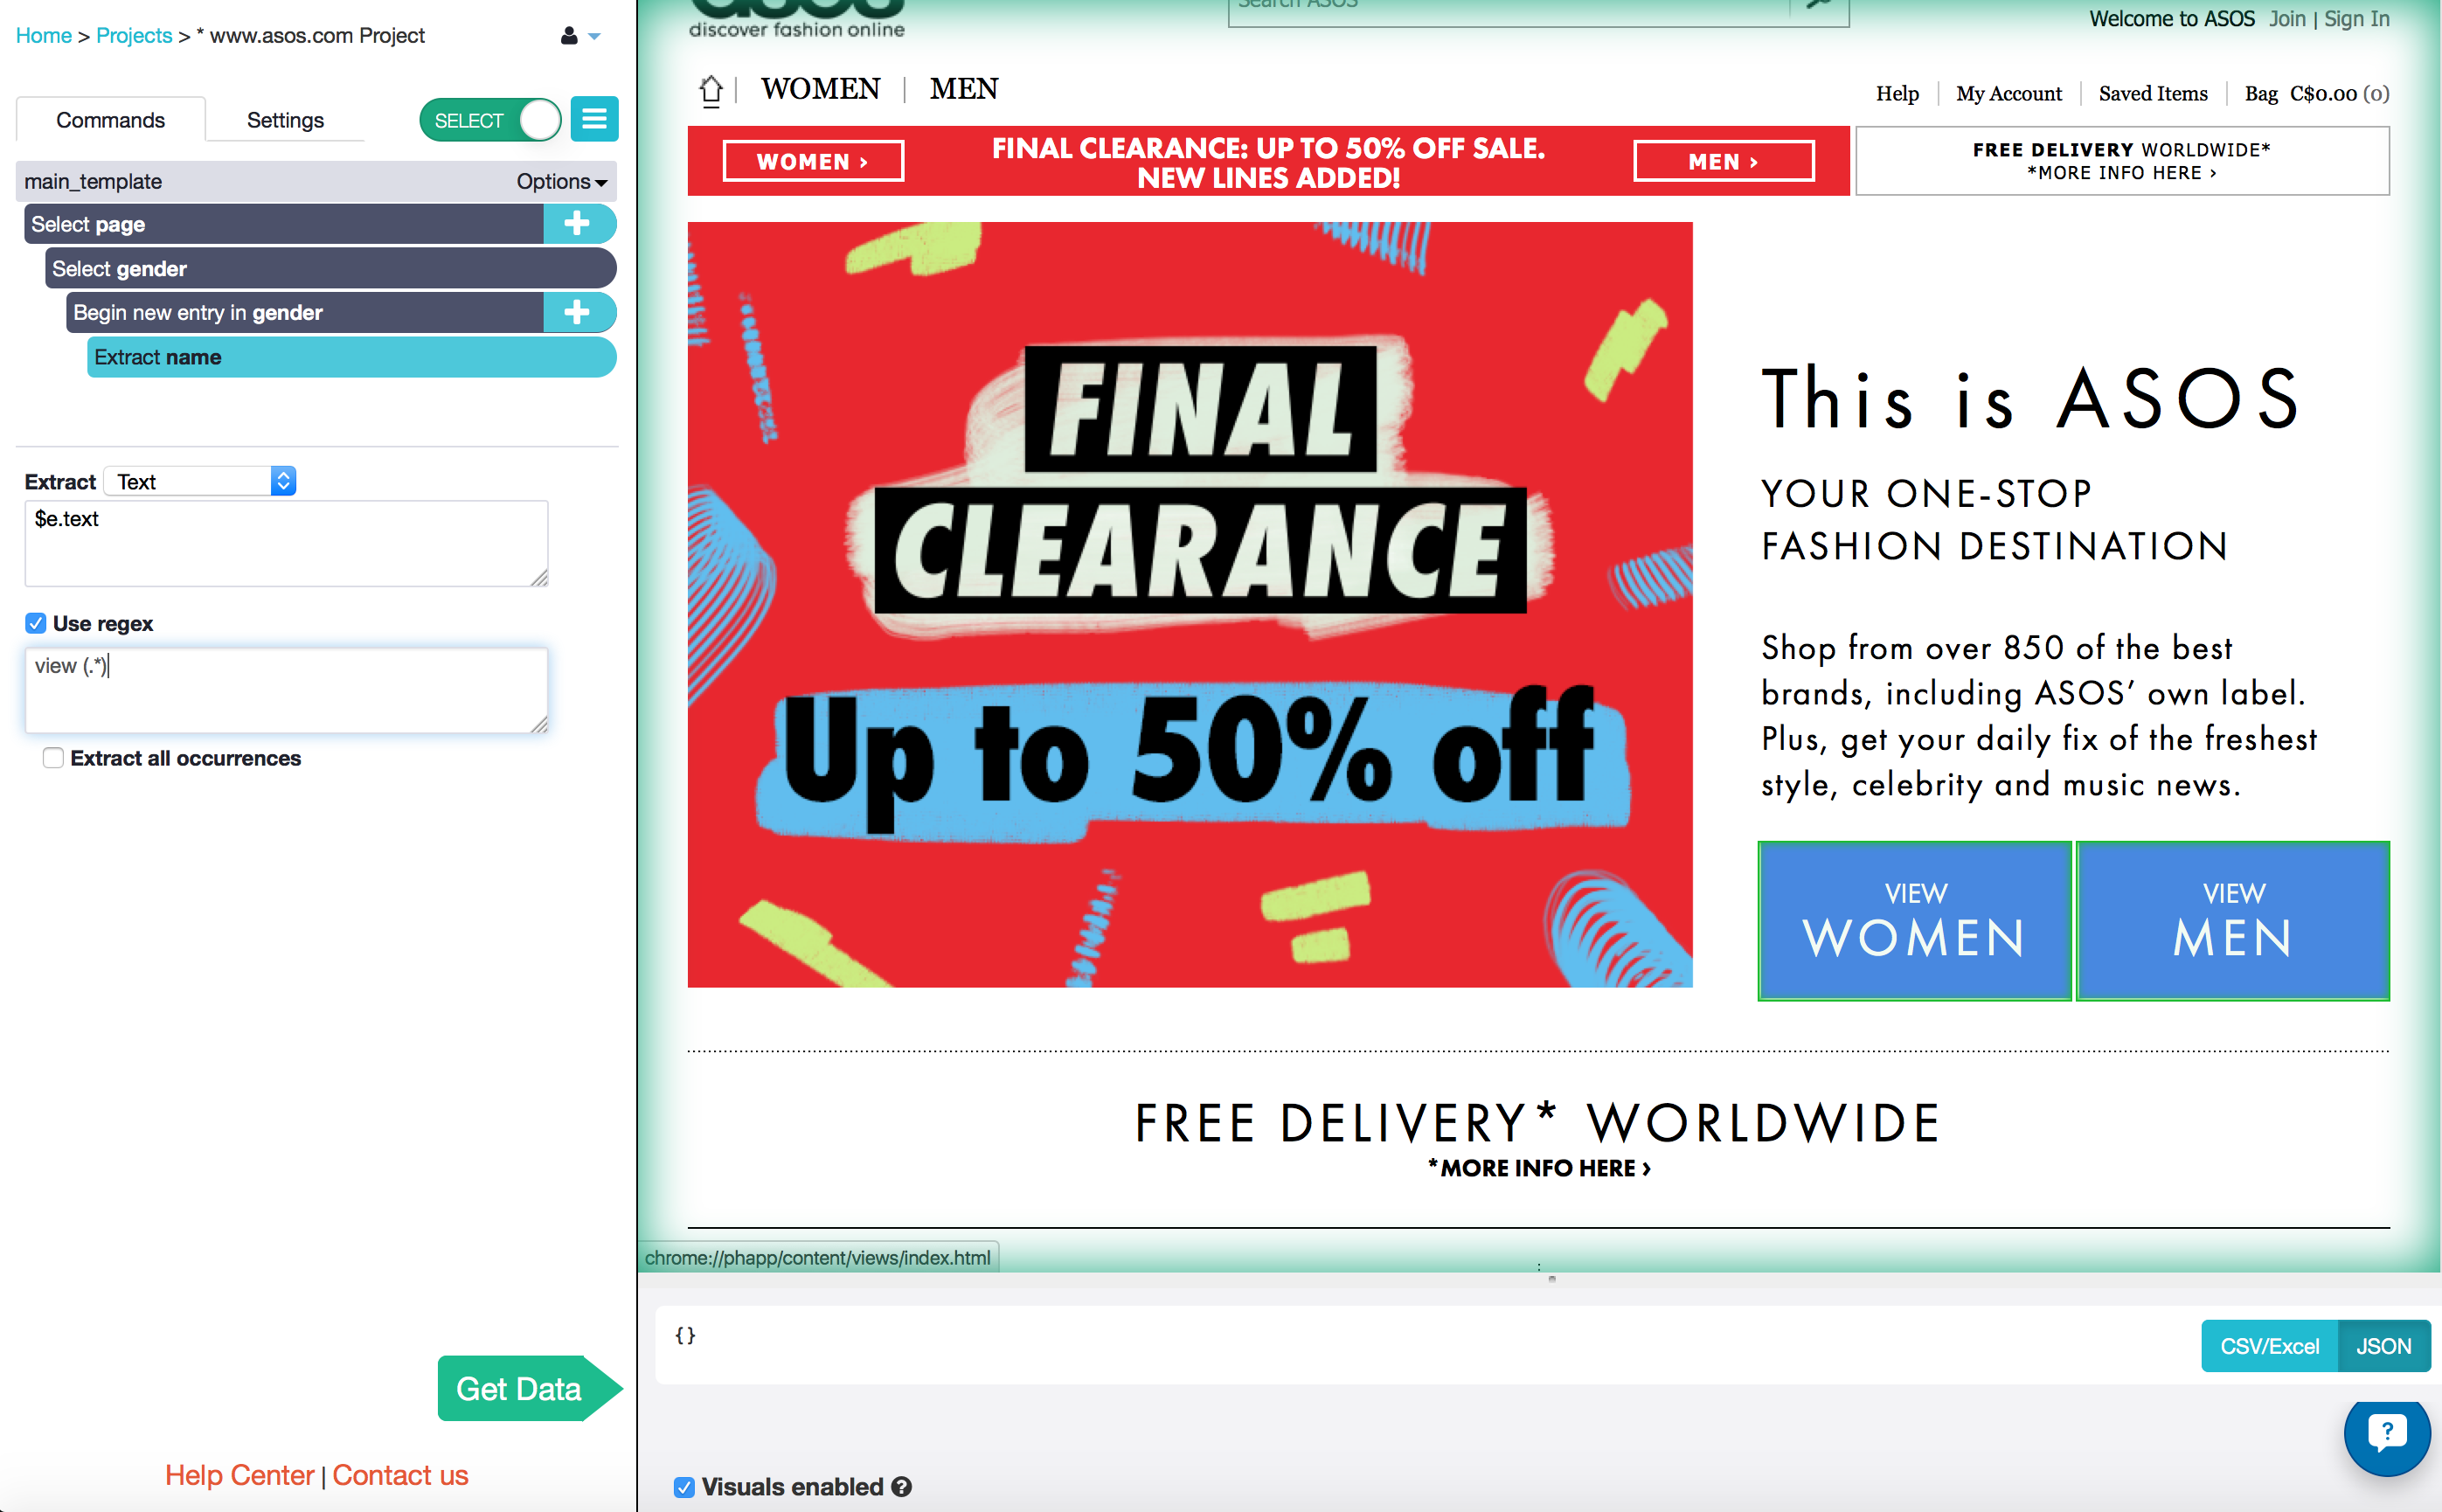 Home > Projects > * www.asos.com Project
Commands
Settings
SELECT
main_template
Options
Select page
Select gender
Begin new entry in gender
Extract name
Extract Text
$e.text
Use regex
view (.*)
Extract all occurrences
Get Data
Help Center | Contact us
asos
discover fashion online
Search ASOS
Welcome to ASOS Join | Sign In
WOMEN | MEN
Help
My Account
Saved Items
Bag C$0.00 (0)
WOMEN ›
FINAL CLEARANCE: UP TO 50% OFF SALE.
NEW LINES ADDED!
MEN ›
FREE DELIVERY WORLDWIDE*
*MORE INFO HERE ›
FINAL
CLEARANCE
Up to 50% off
This is ASOS
YOUR ONE-STOP
FASHION DESTINATION
Shop from over 850 of the best
brands, including ASOS’ own label.
Plus, get your daily fix of the freshest
style, celebrity and music news.
VIEW
WOMEN
VIEW
MEN
FREE DELIVERY* WORLDWIDE
*MORE INFO HERE ›
chrome://phapp/content/views/index.html
{}
CSV/Excel
JSON
Visuals enabled ?